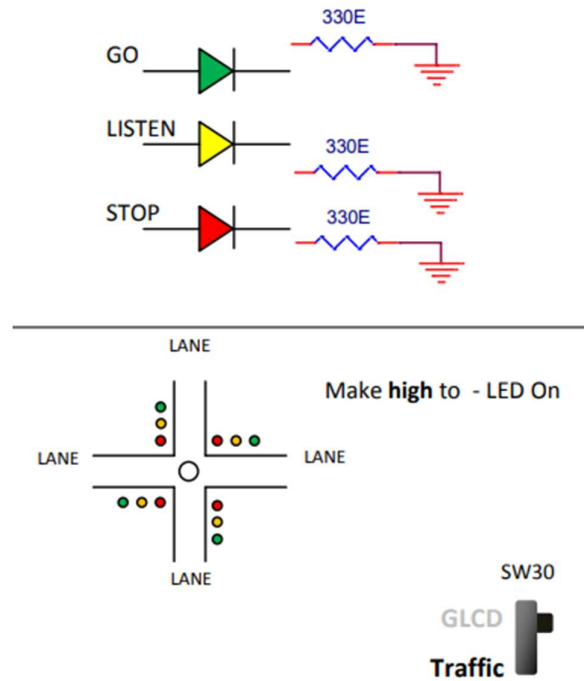 330E
GO
LISTEN
330E
STOP
330E
LANE
Make high to - LED On
LANE
LANE
LANE
SW30
GLCD
Traffic